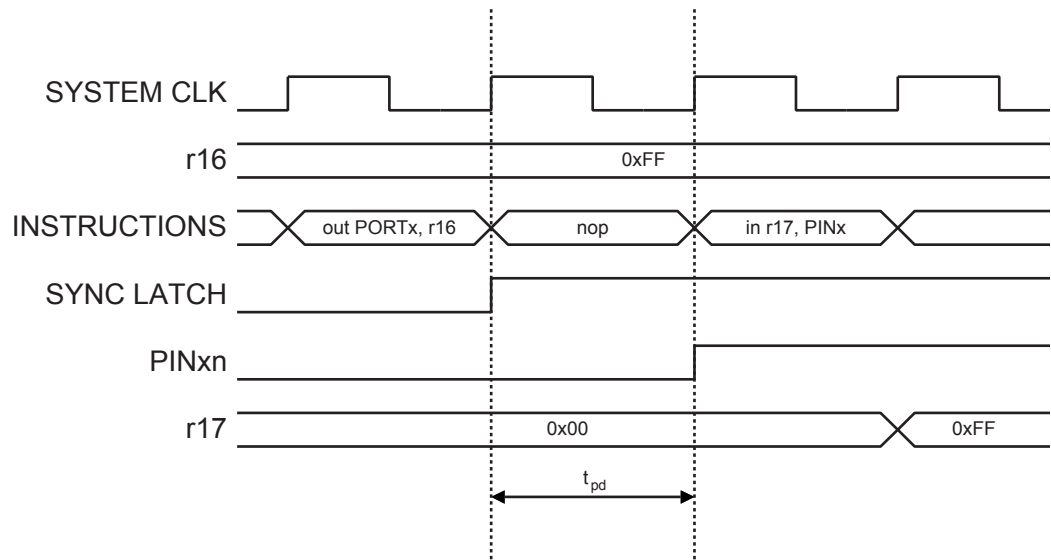 SYSTEM CLK
r16
0xFF
INSTRUCTIONS
out PORTx, r16
nop
in r17, PINx
SYNC LATCH
PINxn
r17
0x00
0xFF
tpd